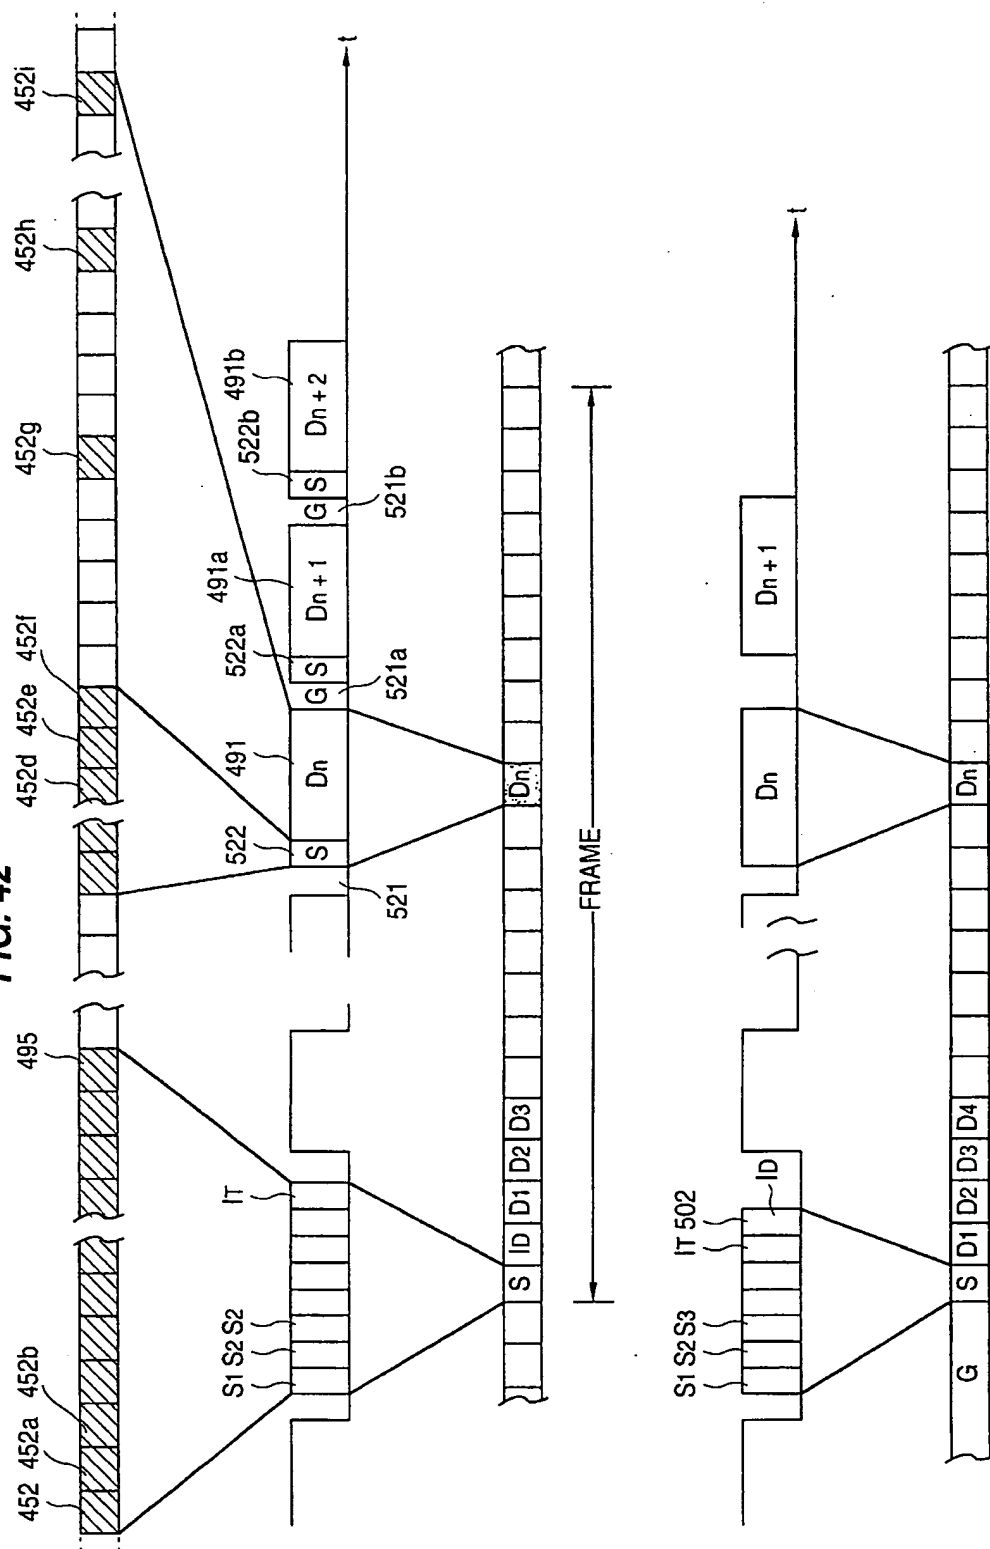 FIG. 42
452 452a 452b 495 452d 452e 452f 452g 452h 452i
S1 S2 S2 IT 521 522 S 491 Dn G 521a 522a S 491a Dn + 1 G 521b 522b S 491b Dn + 2 t
S ID D1 D2 D3 Dn
FRAME
S1 S2 S3 IT 502 ID Dn Dn + 1 t
G S D1 D2 D3 D4 Dn